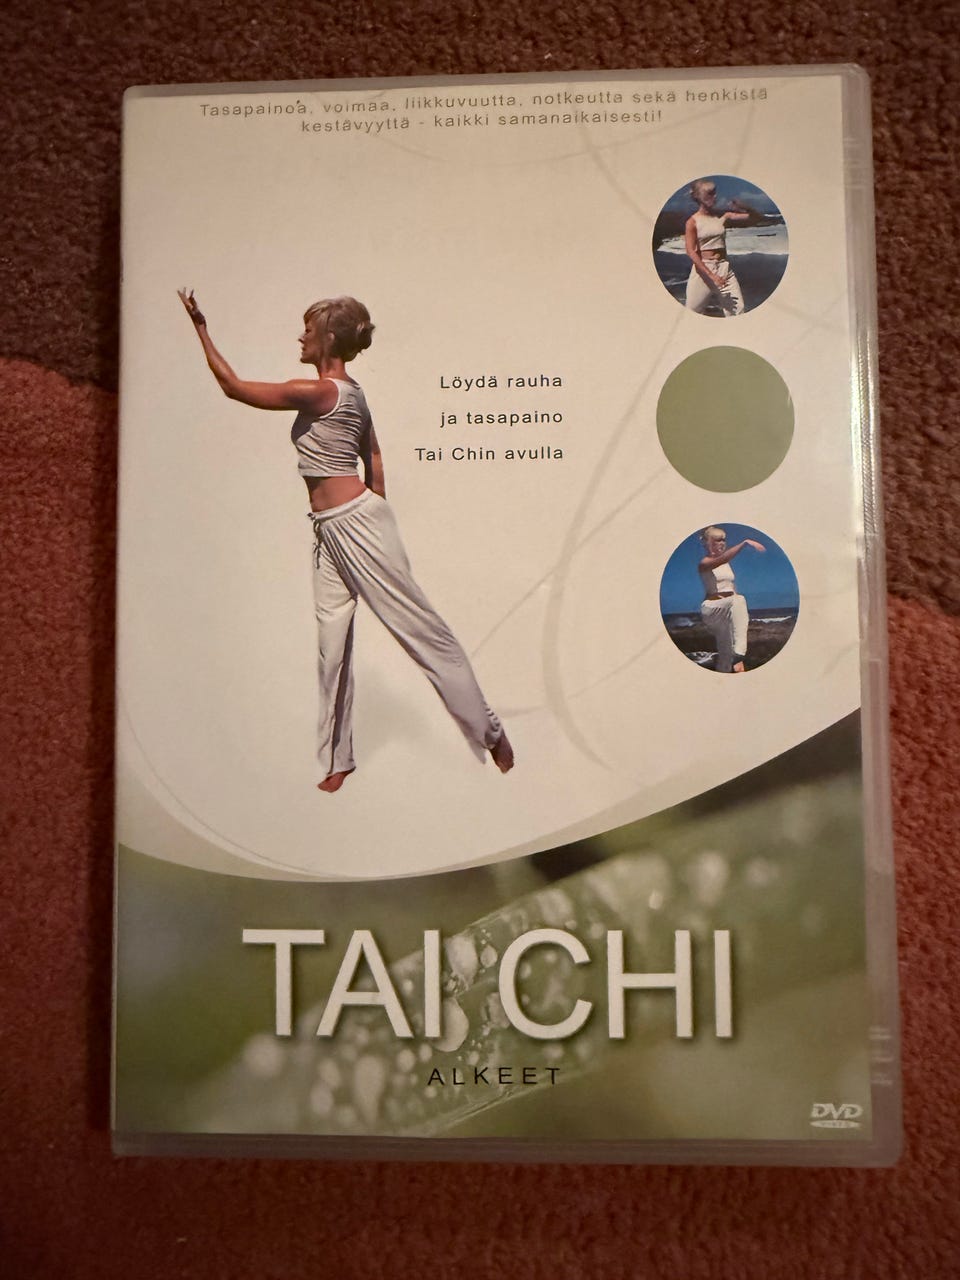 Tasapainoa, voimaa, liikkuvuutta, notkeutta sekä henkistä
kestävyyttä - kaikki samanaikaisesti!
Löydä rauha
ja tasapaino
Tai Chin avulla
TAI CHI
ALKEET
DVD
VIDEO